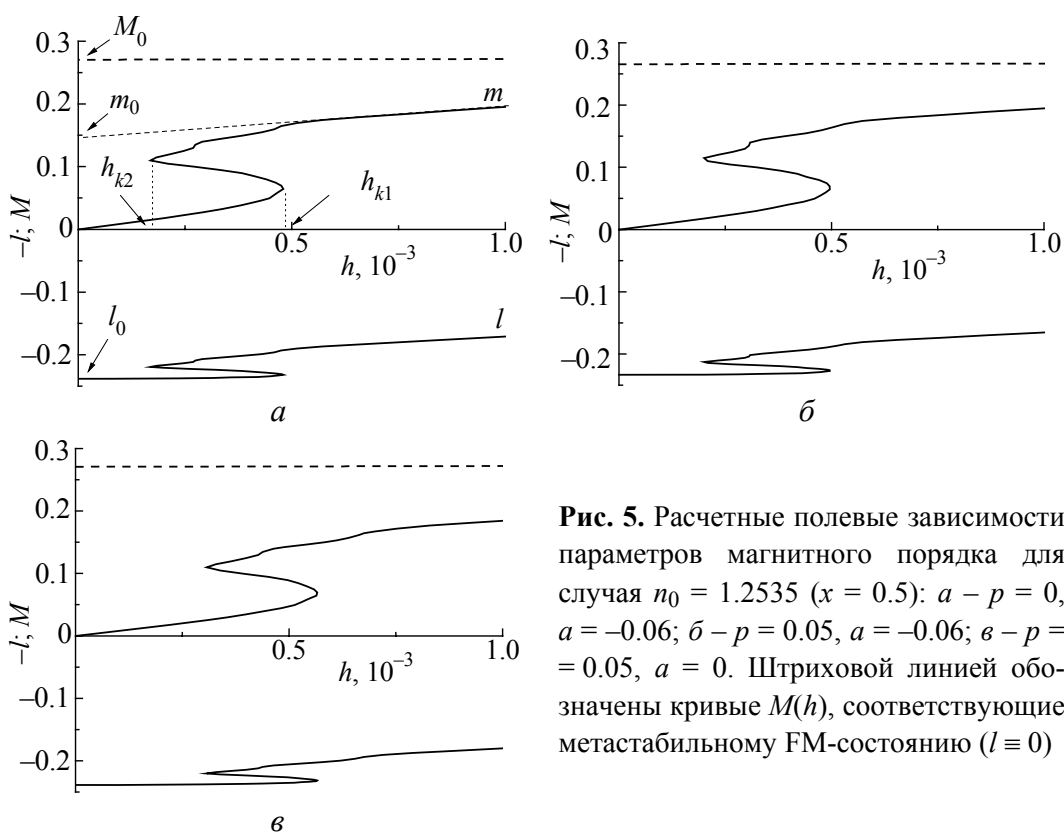 M₀
0.3
0.2
m₀
m
0.1
hₖ₂
hₖ₁
0
0.5
1.0
h, 10⁻³
–l; M
–0.1
l₀
l
–0.2
а
0.3
0.2
0.1
0
0.5
1.0
h, 10⁻³
–l; M
–0.1
–0.2
б
0.3
0.2
0.1
0
0.5
1.0
h, 10⁻³
–l; M
–0.1
–0.2
в
Рис. 5. Расчетные полевые зависимости
параметров магнитного порядка для
случая n₀ = 1.2535 (x = 0.5): а – p = 0,
a = –0.06; б – p = 0.05, a = –0.06; в – p =
= 0.05, a = 0. Штриховой линией обо-
значены кривые M(h), соответствующие
метастабильному FM-состоянию (l ≡ 0)